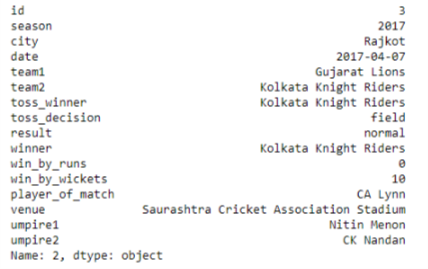 id 3
season 2017
city Rajkot
date 2017-04-07
team1 Gujarat Lions
team2 Kolkata Knight Riders
toss_winner Kolkata Knight Riders
toss_decision field
result normal
winner Kolkata Knight Riders
win_by_runs 0
win_by_wickets 10
player_of_match CA Lynn
venue Saurashtra Cricket Association Stadium
umpire1 Nitin Menon
umpire2 CK Nandan
Name: 2, dtype: object